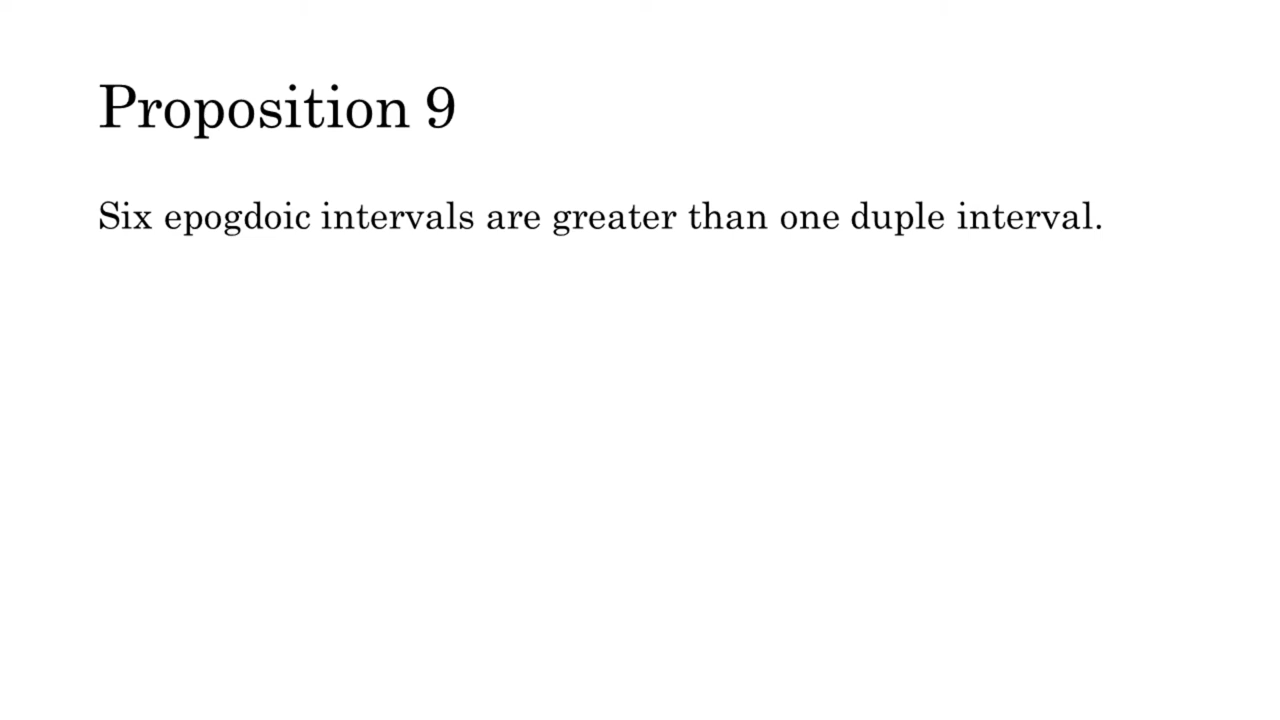 Proposition 9
Six epogdoic intervals are greater than one duple interval.